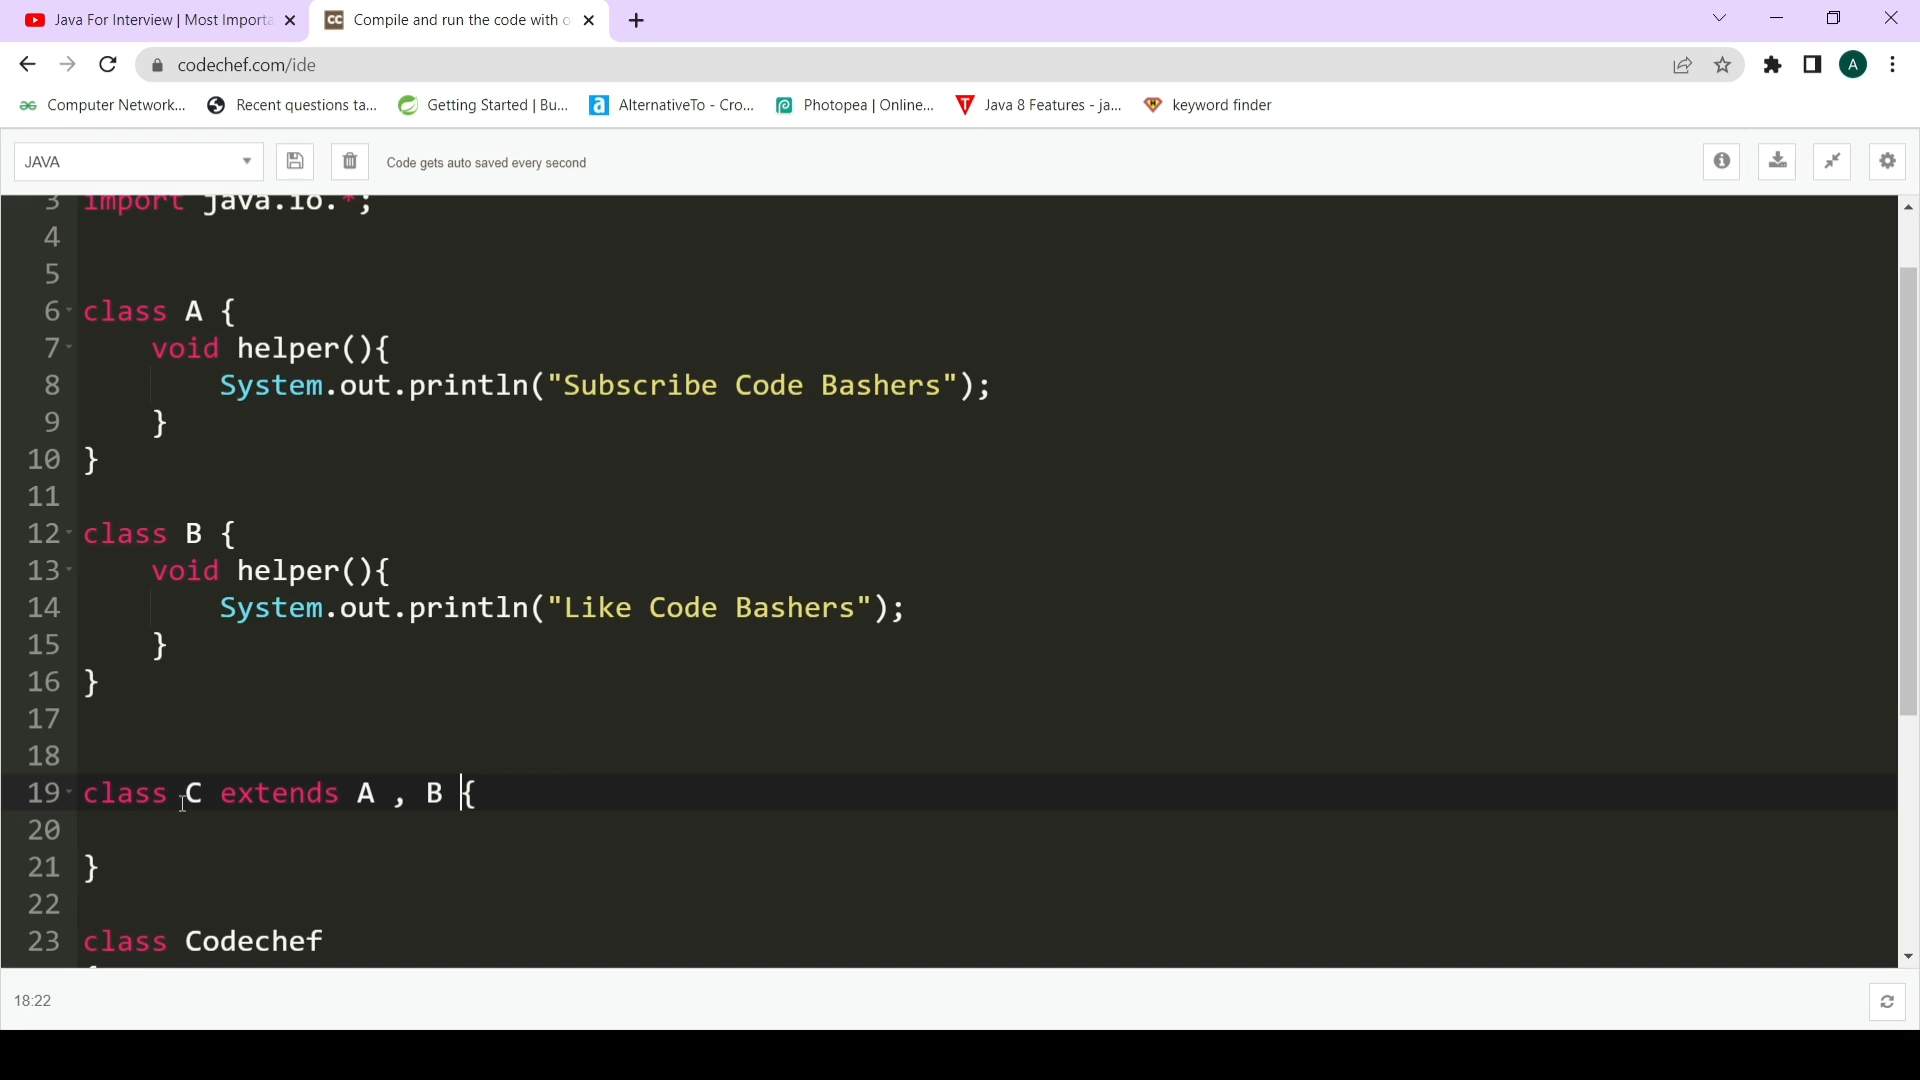 Java For Interview | Most Importa
Compile and run the code with o
codechef.com/ide
A
Computer Network...
Recent questions ta...
Getting Started | Bu...
AlternativeTo - Cro...
Photopea | Online...
Java 8 Features - ja...
keyword finder
JAVA
Code gets auto saved every second
3 import java.io.*;
4
5
6 class A {
7 void helper(){
8 System.out.println("Subscribe Code Bashers");
9 }
10 }
11
12 class B {
13 void helper(){
14 System.out.println("Like Code Bashers");
15 }
16 }
17
18
19 class C extends A , B {
20
21 }
22
23 class Codechef
18:22